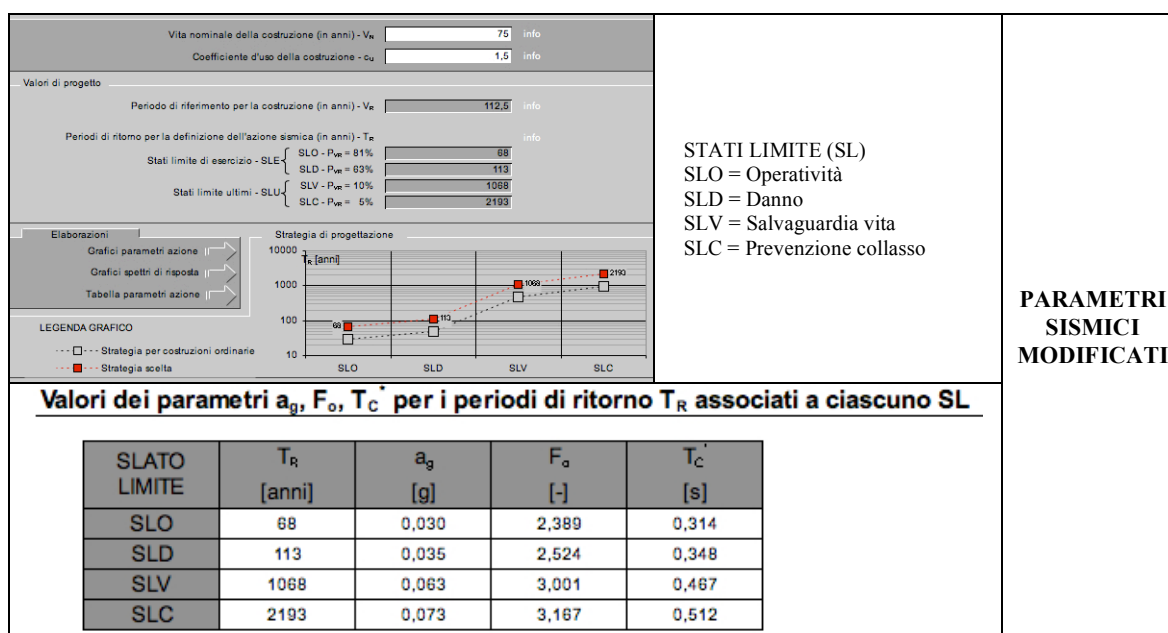 Vita nominale della costruzione (in anni) - VN 75 info
Coefficiente d'uso della costruzione - cU 1,5 info
Valori di progetto
Periodo di riferimento per la costruzione (in anni) - VR 112,5 info
Periodi di ritorno per la definizione dell'azione sismica (in anni) - TR info
Stati limite di esercizio - SLE
SLO - PVR = 81% 68
SLD - PVR = 63% 113
Stati limite ultimi - SLU
SLV - PVR = 10% 1068
SLC - PVR = 5% 2193
Elaborazioni
Grafici parametri azione
Grafici spettri di risposta
Tabella parametri azione
LEGENDA GRAFICO
Strategia per costruzioni ordinarie
Strategia scelta
Strategia di progettazione
TR [anni]
10000
1000
100
10
68
113
1068
2193
SLO SLD SLV SLC
STATI LIMITE (SL)
SLO = Operatività
SLD = Danno
SLV = Salvaguardia vita
SLC = Prevenzione collasso
PARAMETRI
SISMICI
MODIFICATI
Valori dei parametri ag, Fo, TC* per i periodi di ritorno TR associati a ciascuno SL
SLATO LIMITE TR [anni] ag [g] Fo [-] TC* [s]
SLO 68 0,030 2,389 0,314
SLD 113 0,035 2,524 0,348
SLV 1068 0,063 3,001 0,467
SLC 2193 0,073 3,167 0,512